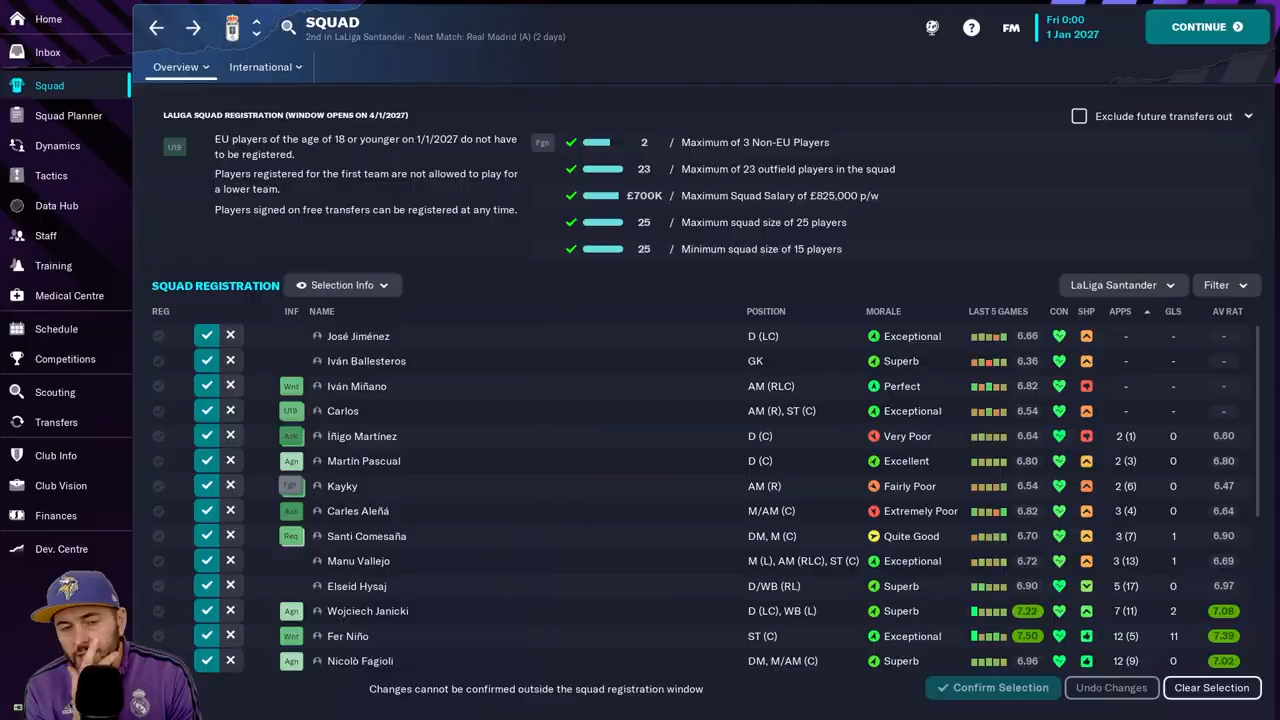 Home
Inbox
Squad
Squad Planner
Dynamics
Tactics
Data Hub
Staff
Training
Medical Centre
Schedule
Competitions
Scouting
Transfers
Club Info
Club Vision
Finances
Dev. Centre
SQUAD
2nd in LaLiga Santander - Next Match: Real Madrid (A) (2 days)
? FM
Fri 0:00
1 Jan 2027
CONTINUE
Overview International
LALIGA SQUAD REGISTRATION (WINDOW OPENS ON 4/1/2027)
Exclude future transfers out
U19
EU players of the age of 18 or younger on 1/1/2027 do not have
to be registered.
Players registered for the first team are not allowed to play for
a lower team.
Players signed on free transfers can be registered at any time.
Fgn 2 / Maximum of 3 Non-EU Players
23 / Maximum of 23 outfield players in the squad
£700K / Maximum Squad Salary of £825,000 p/w
25 / Maximum squad size of 25 players
25 / Minimum squad size of 15 players
SQUAD REGISTRATION Selection Info LaLiga Santander Filter
REG INF NAME POSITION MORALE LAST 5 GAMES CON SHP APPS GLS AV RAT
José Jiménez D (LC) Exceptional 6.66 - - -
Iván Ballesteros GK Superb 6.36 - - -
Wnt Iván Miñano AM (RLC) Perfect 6.82 - - -
U19 Carlos AM (R), ST (C) Exceptional 6.54 - - -
Ask Íñigo Martínez D (C) Very Poor 6.64 2 (1) 0 6.60
Agn Martín Pascual D (C) Excellent 6.80 2 (3) 0 6.80
Fgn Kayky AM (R) Fairly Poor 6.54 2 (6) 0 6.47
Ask Carles Aleñá M/AM (C) Extremely Poor 6.82 3 (4) 0 6.64
Req Santi Comesaña DM, M (C) Quite Good 6.70 3 (7) 1 6.90
Manu Vallejo M (L), AM (RLC), ST (C) Exceptional 6.72 3 (13) 1 6.69
Elseid Hysaj D/WB (RL) Superb 6.90 5 (17) 0 6.97
Agn Wojciech Janicki D (LC), WB (L) Superb 7.22 7 (11) 2 7.08
Wnt Fer Niño ST (C) Exceptional 7.50 12 (5) 11 7.39
Agn Nicolò Fagioli DM, M/AM (C) Superb 6.96 12 (9) 0 7.02
Changes cannot be confirmed outside the squad registration window
Confirm Selection Undo Changes Clear Selection